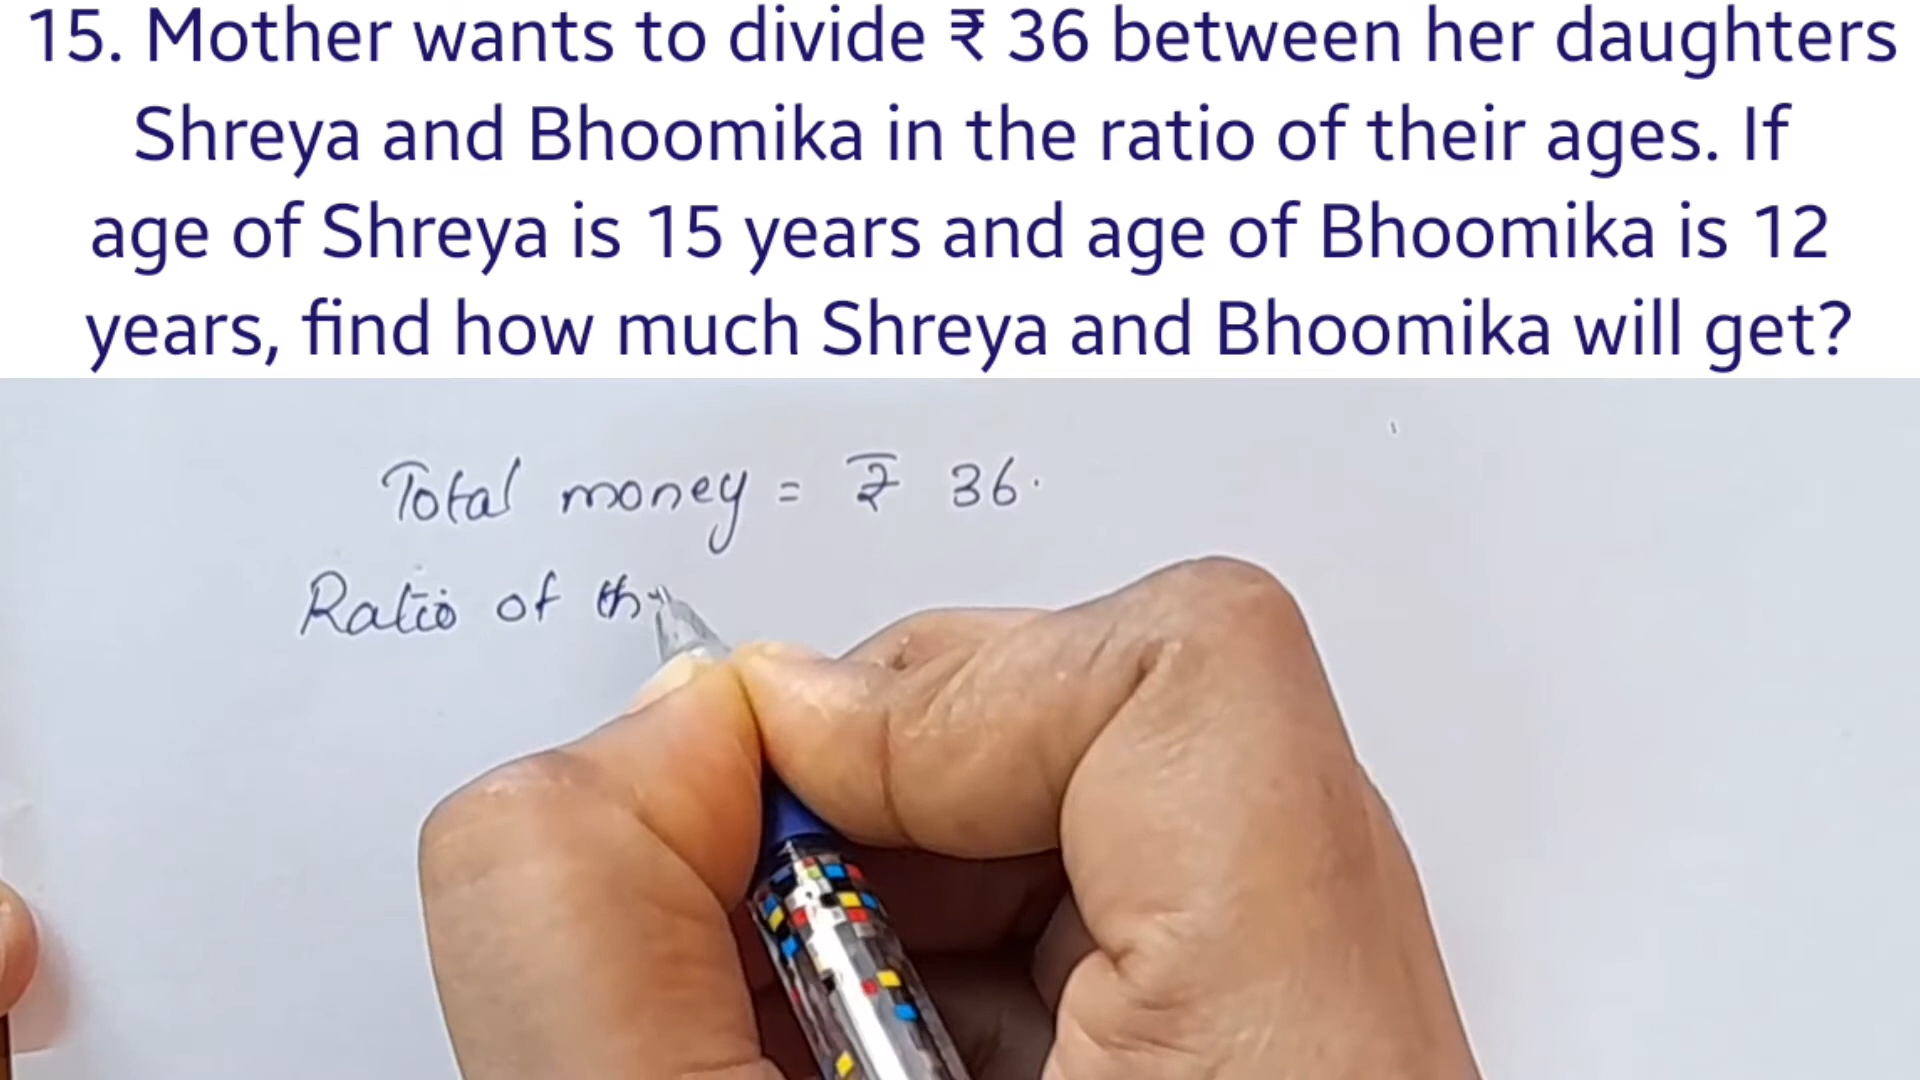 15. Mother wants to divide ₹ 36 between her daughters
Shreya and Bhoomika in the ratio of their ages. If
age of Shreya is 15 years and age of Bhoomika is 12
years, find how much Shreya and Bhoomika will get?
Total money = ₹ 36.
Ratio of